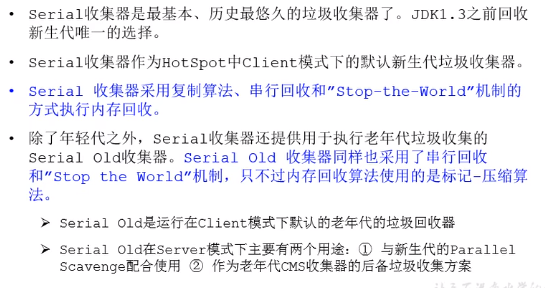 • Serial收集器是最基本、历史最悠久的垃圾收集器了。JDK1.3之前回收
新生代唯一的选择。
• Serial收集器作为HotSpot中Client模式下的默认新生代垃圾收集器。
• Serial 收集器采用复制算法、串行回收和"Stop-the-World"机制的
方式执行内存回收。
• 除了年轻代之外，Serial收集器还提供用于执行老年代垃圾收集的
Serial Old收集器。Serial Old 收集器同样也采用了串行回收
和"Stop the World"机制，只不过内存回收算法使用的是标记-压缩算
法。
➢ Serial Old是运行在Client模式下默认的老年代的垃圾回收器
➢ Serial Old在Server模式下主要有两个用途：① 与新生代的Parallel
Scavenge配合使用 ② 作为老年代CMS收集器的后备垃圾收集方案